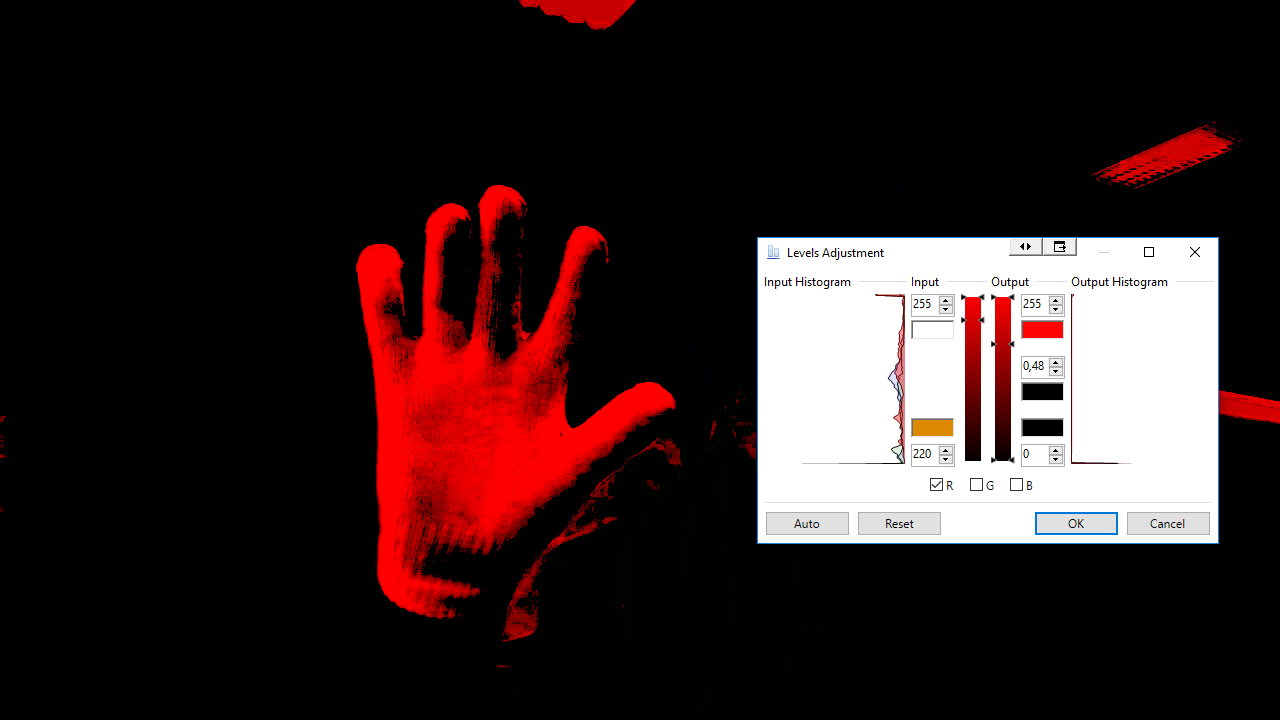 Levels Adjustment
Input Histogram Input Output Output Histogram
255 255
0,48
220 0
R G B
Auto Reset OK Cancel